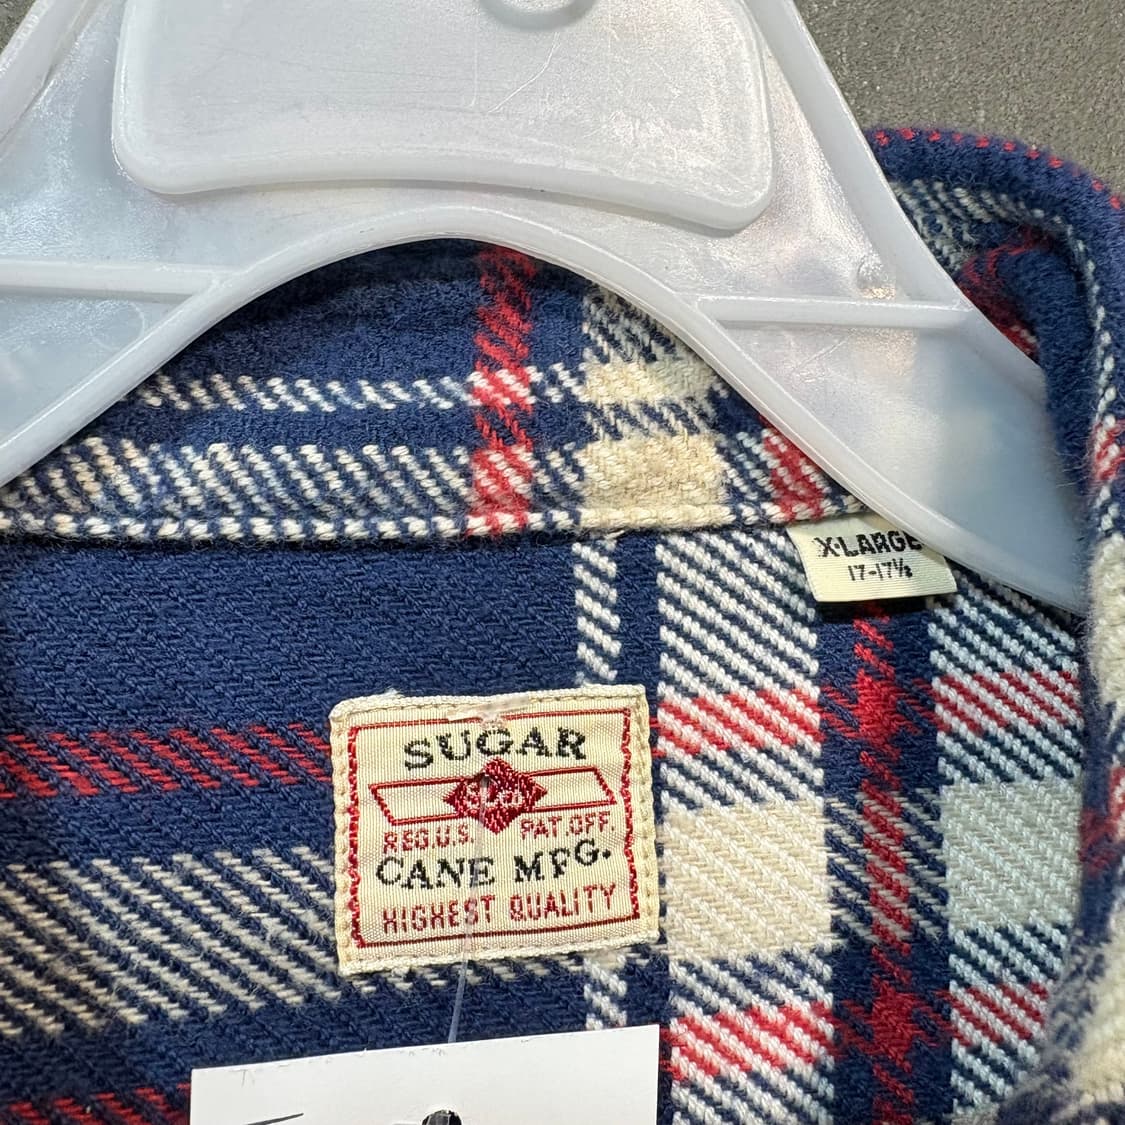 X-LARGE
17-17½
SUGAR
REG.U.S. PAT.OFF.
CANE MFG.
HIGHEST QUALITY